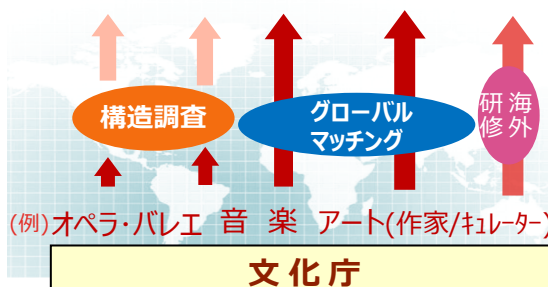 構造調査
グローバル
マッチング
海外
研修
(例)オペラ・バレエ 音 楽 アート(作家/ｷｭﾚｰﾀｰ)
文化庁